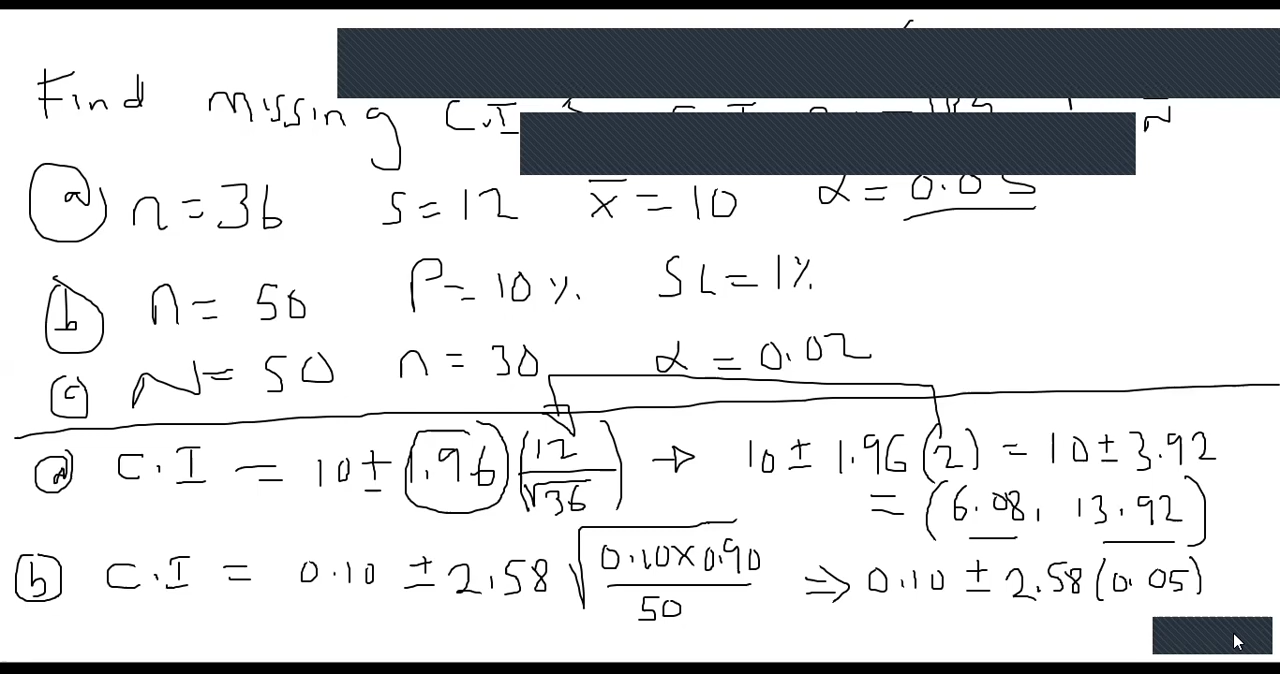 Find missing C.I
a n = 36 s = 12 x̄ = 10 α = 0.05
b n = 50 P = 10 %. SL = 1%
c N = 50 n = 30 α = 0.02
a C.I = 10 ± 1.96 (12/√36) → 10 ± 1.96 (2) = 10 ± 3.92
= (6.08, 13.92)
b C.I = 0.10 ± 2.58 √(0.10×0.90/50) ⇒ 0.10 ± 2.58 (0.05)